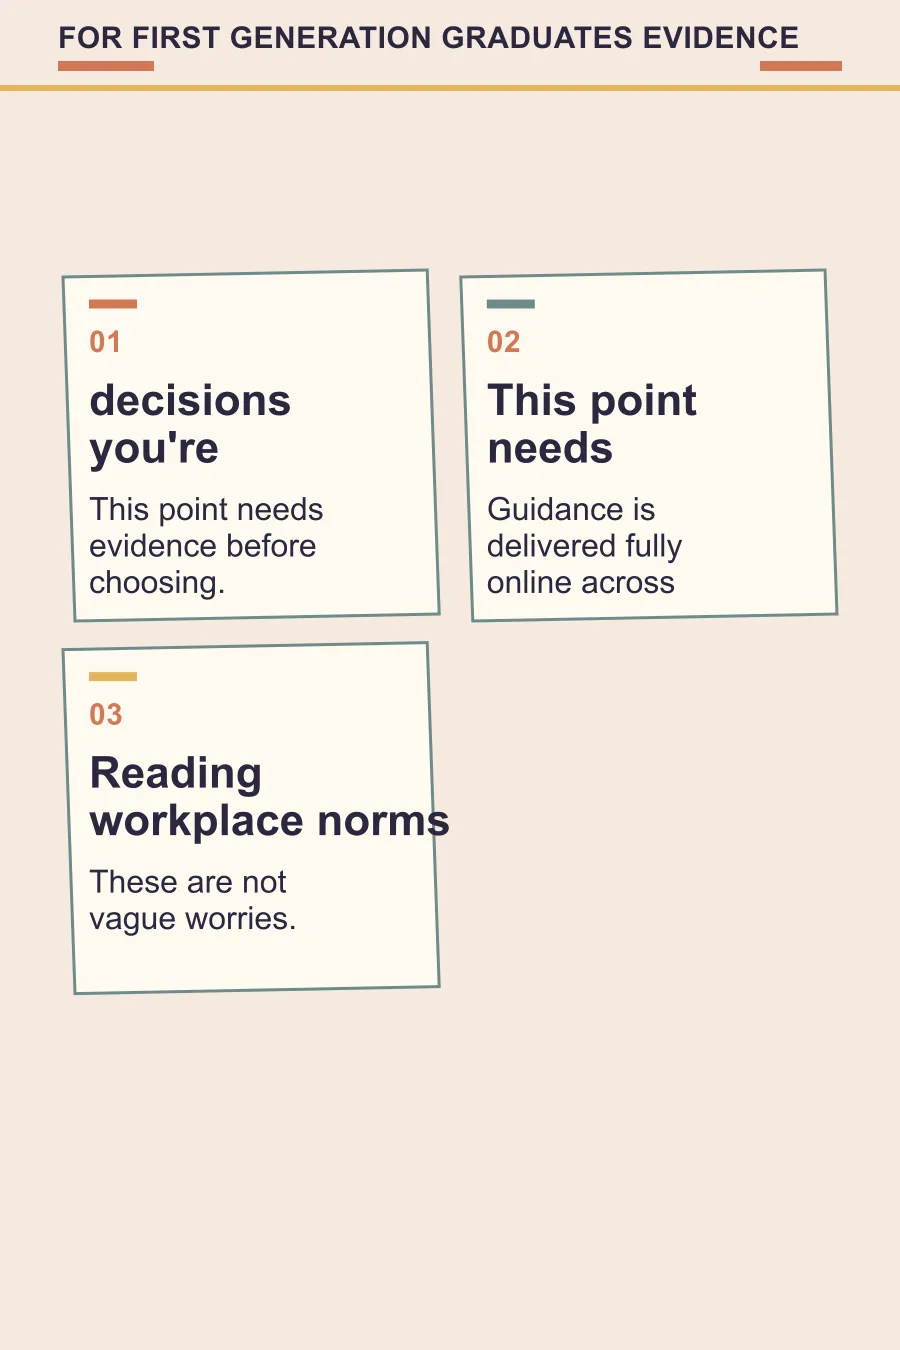 FOR FIRST GENERATION GRADUATES EVIDENCE
01
decisions
you're
This point needs
evidence before
choosing.
02
This point
needs
Guidance is
delivered fully
online across
03
Reading
workplace norms
These are not
vague worries.